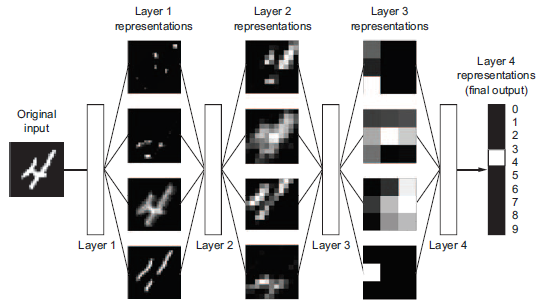 Layer 1
representations
Layer 2
representations
Layer 3
representations
Layer 4
representations
(final output)
Original
input
0
1
2
3
4
5
6
7
8
9
Layer 1
Layer 2
Layer 3
Layer 4